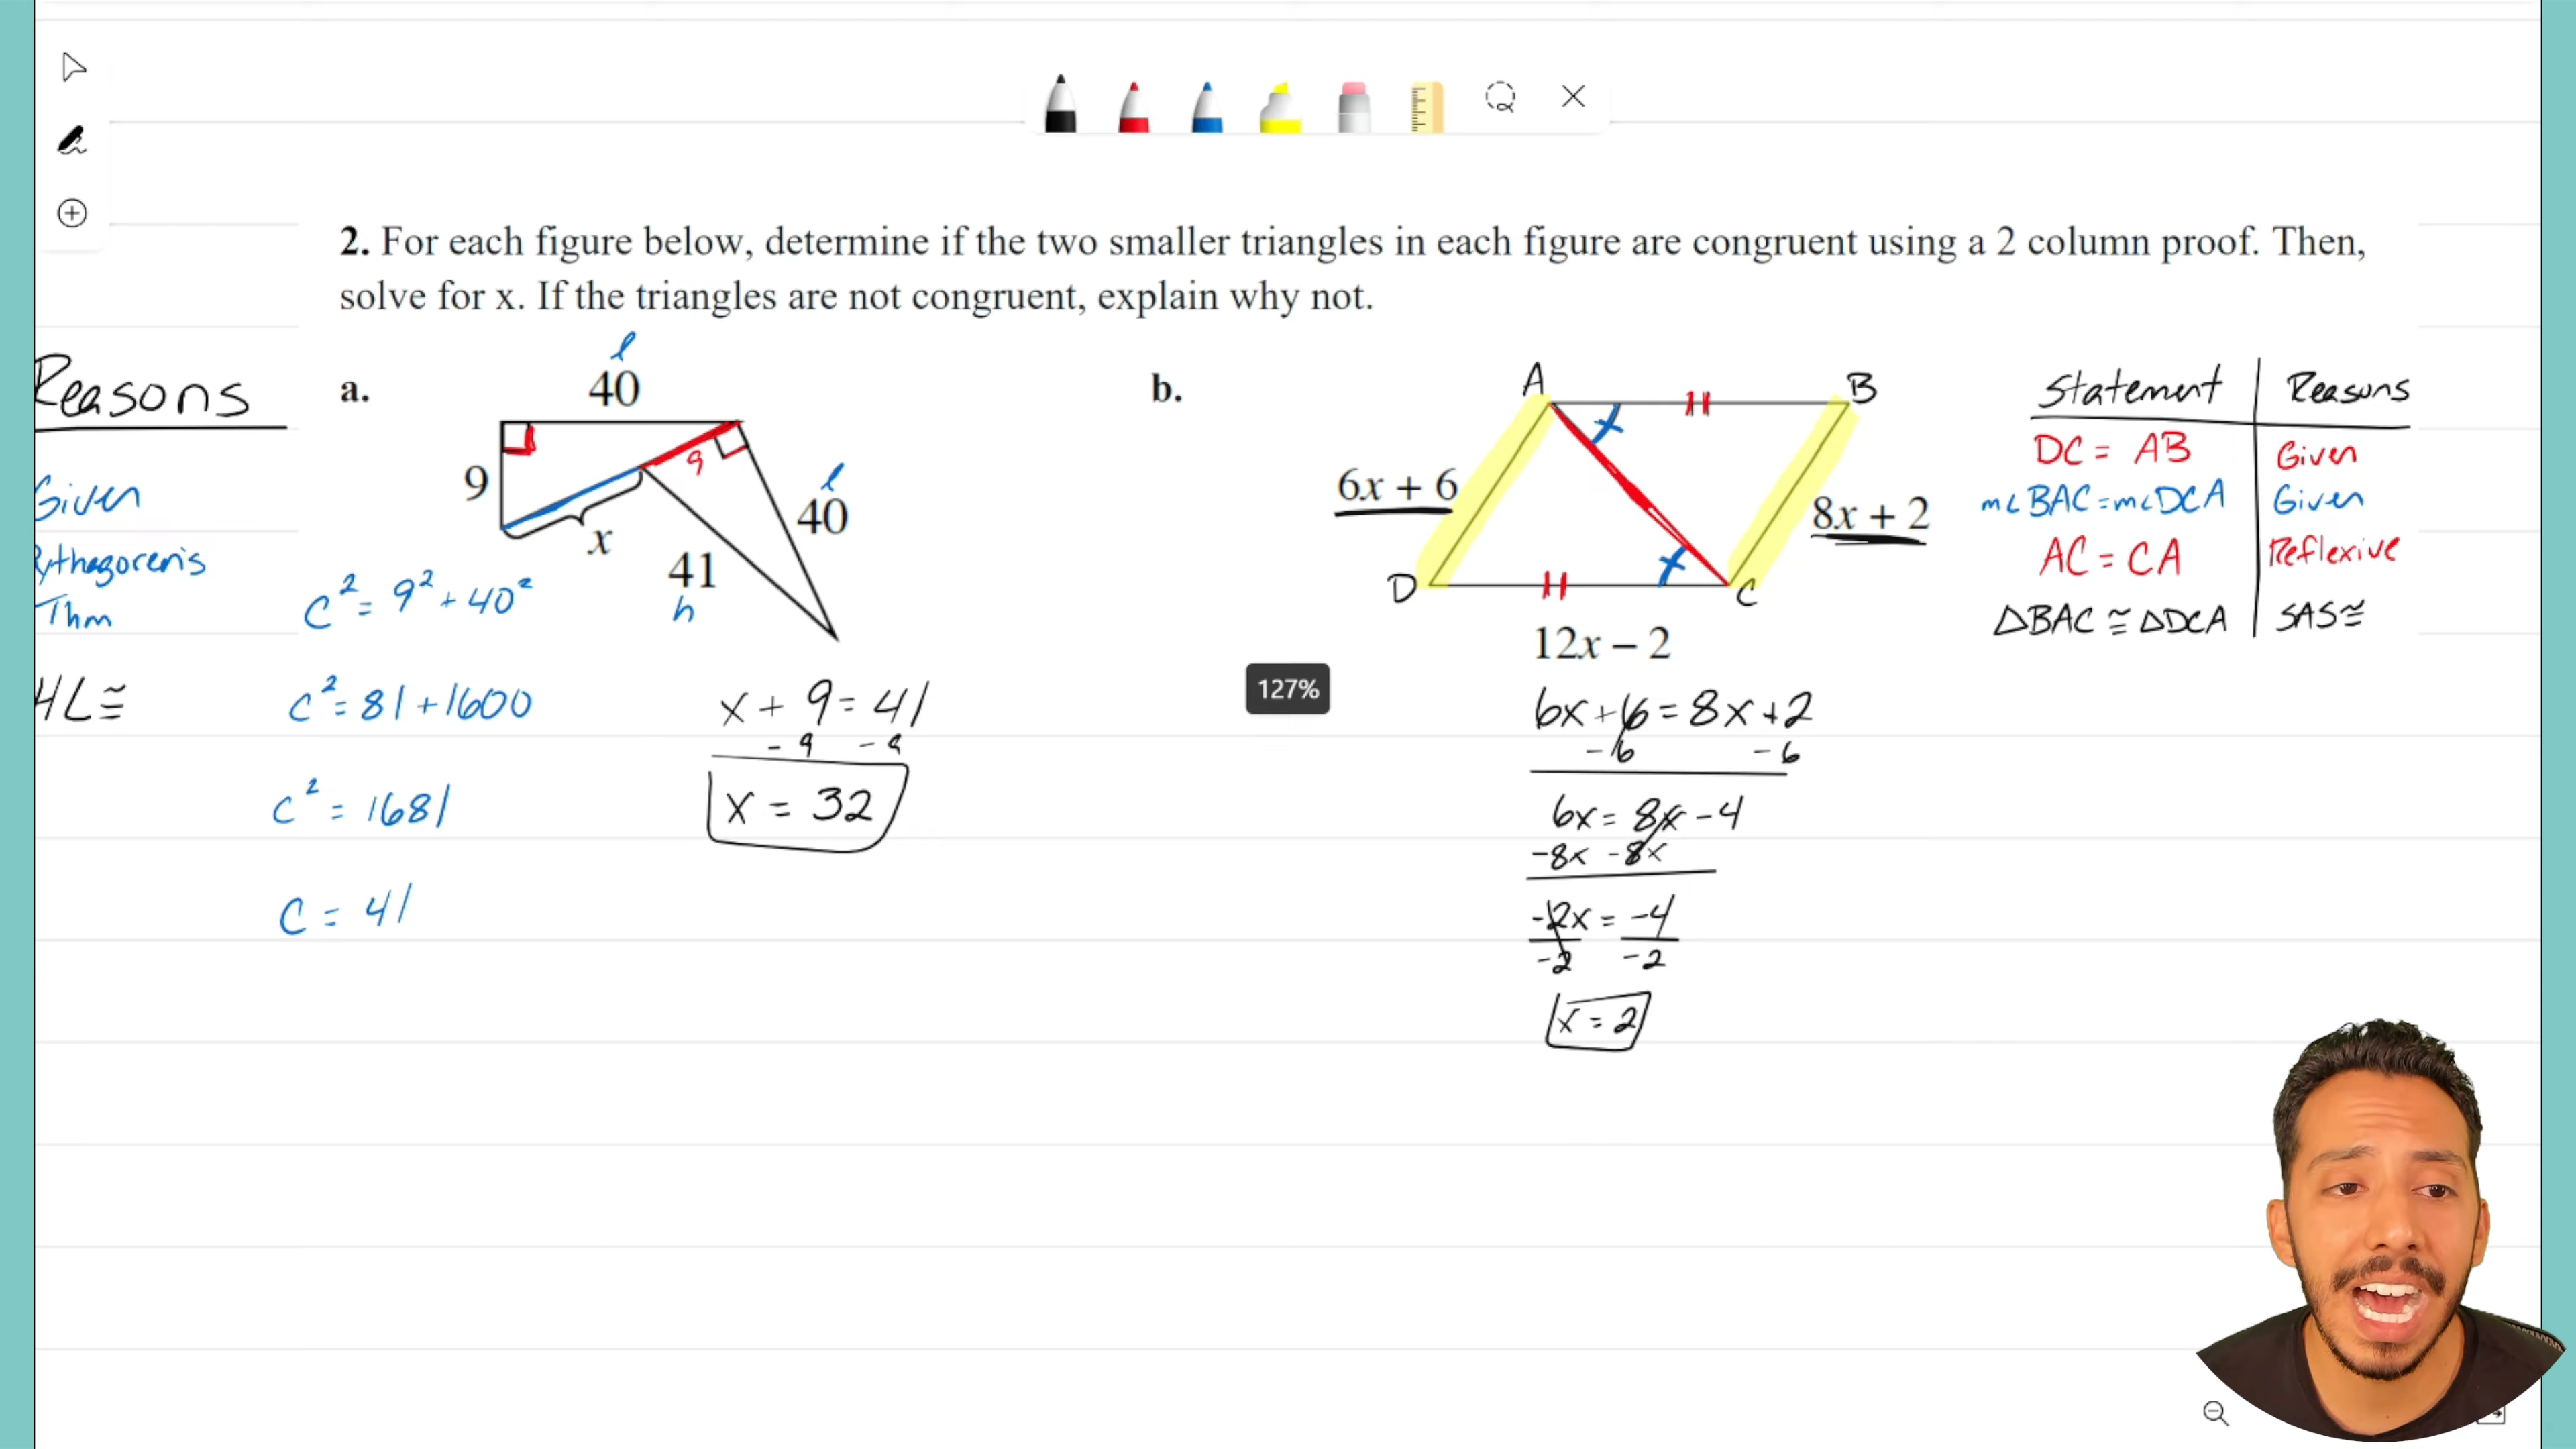 2. For each figure below, determine if the two smaller triangles in each figure are congruent using a 2 column proof. Then,
solve for x. If the triangles are not congruent, explain why not.
Reasons
Given
ythagoren's
Thm
HL≅
a.
l
40
9
9
l
40
x
41
h
c² = 9² + 40²
c² = 81 + 1600
c² = 1681
c = 41
x + 9 = 41
- 9 - 9
x = 32
b.
A
B
6x + 6
8x + 2
D
C
12x – 2
127%
6x + 6 = 8x + 2
- 6 - 6
6x = 8x - 4
-8x -8x
-2x = -4
-2 -2
x = 2
Statement Reasons
DC = AB Given
m∠BAC = m∠DCA Given
AC = CA Reflexive
△BAC ≅ △DCA SAS≅